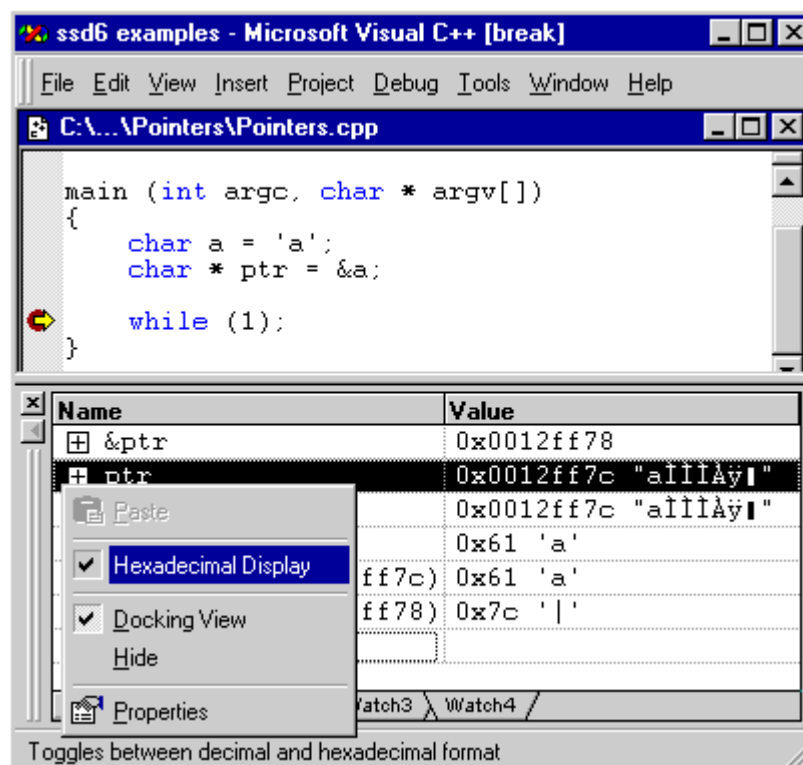 ssd6 examples - Microsoft Visual C++ [break]
File Edit View Insert Project Debug Tools Window Help
C:\...\Pointers\Pointers.cpp
main (int argc, char * argv[])
{
char a = 'a';
char * ptr = &a;
while (1);
}
Name Value
&ptr 0x0012ff78
ptr 0x0012ff7c "aÌÌÌÀÿ▮"
Paste 0x0012ff7c "aÌÌÌÀÿ▮"
0x61 'a'
Hexadecimal Display ff7c) 0x61 'a'
Docking View ff78) 0x7c '|'
Hide
Properties Watch3 Watch4
Toggles between decimal and hexadecimal format